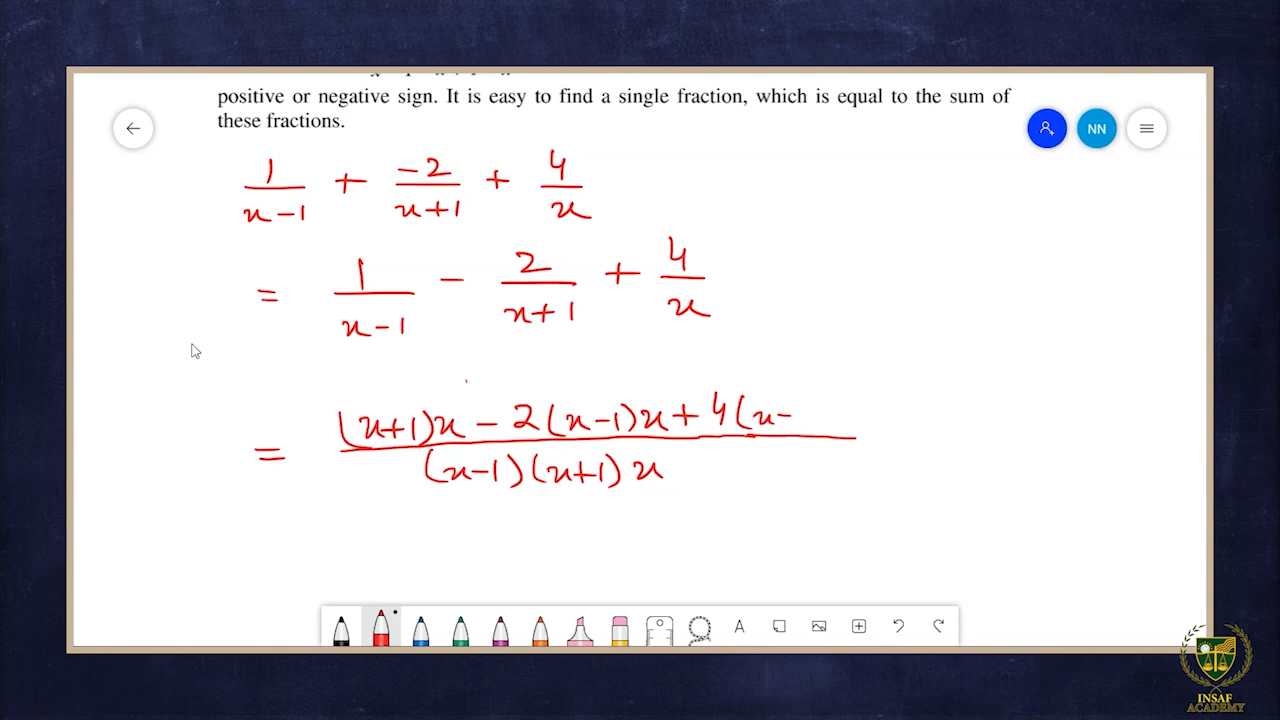 positive or negative sign. It is easy to find a single fraction, which is equal to the sum of
these fractions.
NN
1/(x-1) + -2/(x+1) + 4/x
= 1/(x-1) - 2/(x+1) + 4/x
= (x+1)x - 2(x-1)x + 4(x-
(x-1)(x+1)x
A
INSAF
ACADEMY